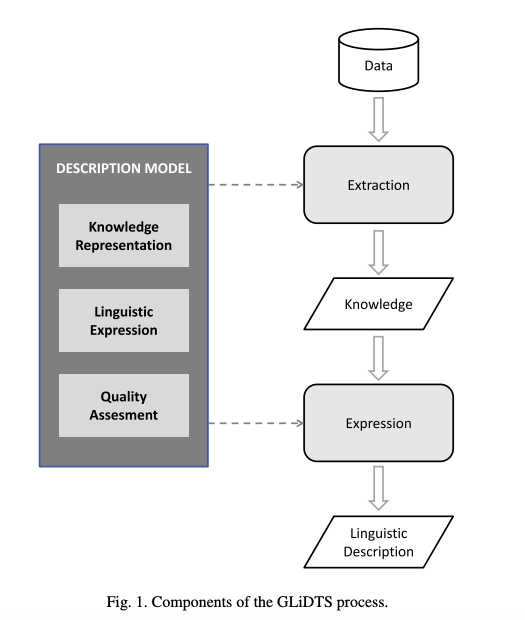 Data
DESCRIPTION MODEL
Extraction
Knowledge
Representation
Linguistic
Expression
Knowledge
Quality
Assesment
Expression
Linguistic
Description
Fig. 1. Components of the GLiDTS process.